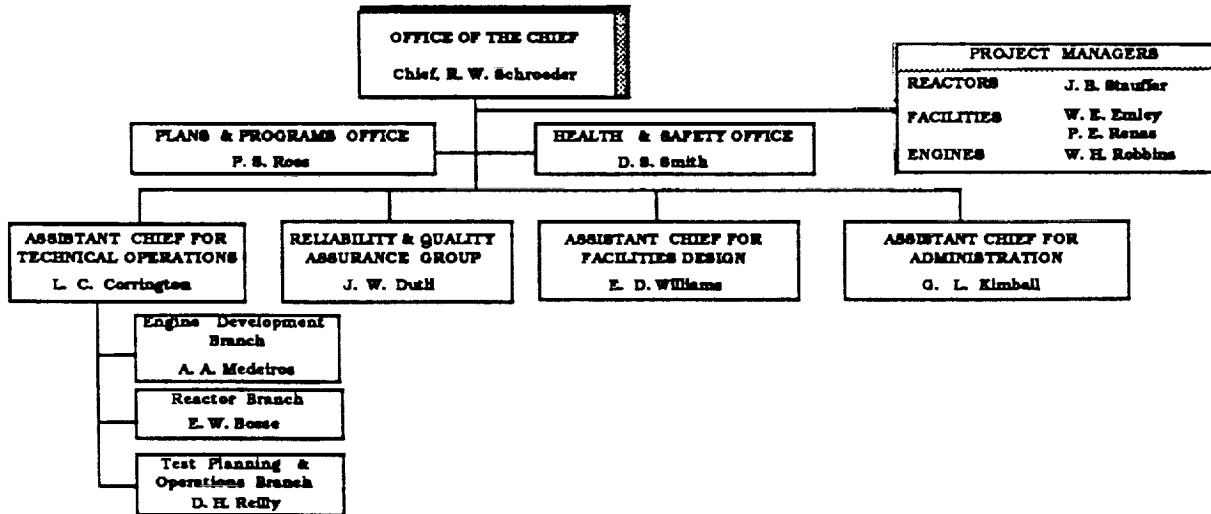 OFFICE OF THE CHIEF
Chief, R. W. Schroeder
PROJECT MANAGERS
REACTORS J. B. Stauffer
FACILITIES W. E. Emley
P. E. Renas
ENGINES W. H. Robbins
PLANS & PROGRAMS OFFICE
P. S. Ross
HEALTH & SAFETY OFFICE
D. S. Smith
ASSISTANT CHIEF FOR
TECHNICAL OPERATIONS
L. C. Corrington
RELIABILITY & QUALITY
ASSURANCE GROUP
J. W. Dutli
ASSISTANT CHIEF FOR
FACILITIES DESIGN
E. D. Williams
ASSISTANT CHIEF FOR
ADMINISTRATION
G. L. Kimball
Engine Development
Branch
A. A. Medeiros
Reactor Branch
E. W. Bosse
Test Planning &
Operations Branch
D. H. Reilly